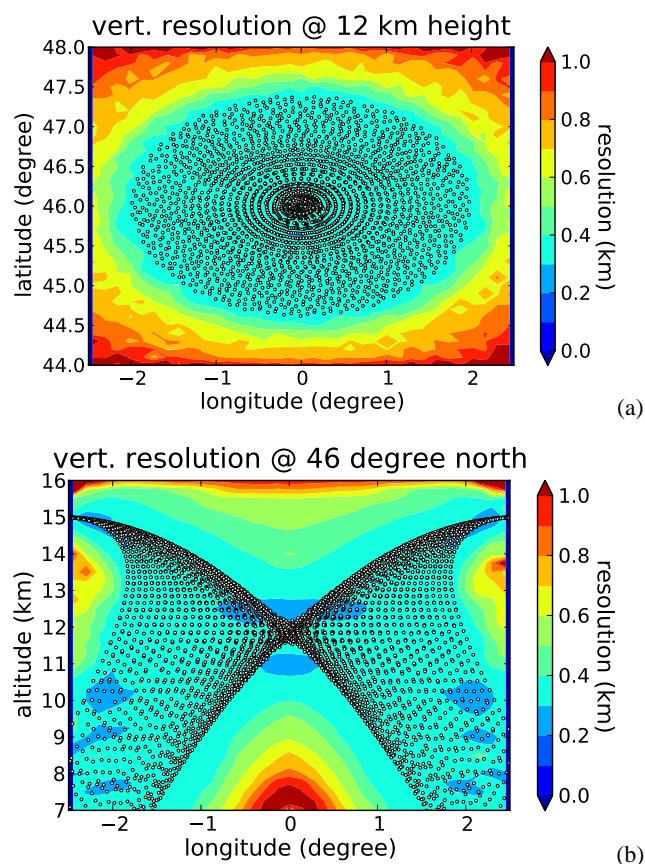 vert. resolution @ 12 km height
48.0
47.5
47.0
46.5
46.0
45.5
45.0
44.5
44.0
latitude (degree)
−2 −1 0 1 2
longitude (degree)
1.0
0.8
0.6
0.4
0.2
0.0
resolution (km)
(a)
vert. resolution @ 46 degree north
16
15
14
13
12
11
10
9
8
7
altitude (km)
−2 −1 0 1 2
longitude (degree)
1.0
0.8
0.6
0.4
0.2
0.0
resolution (km)
(b)